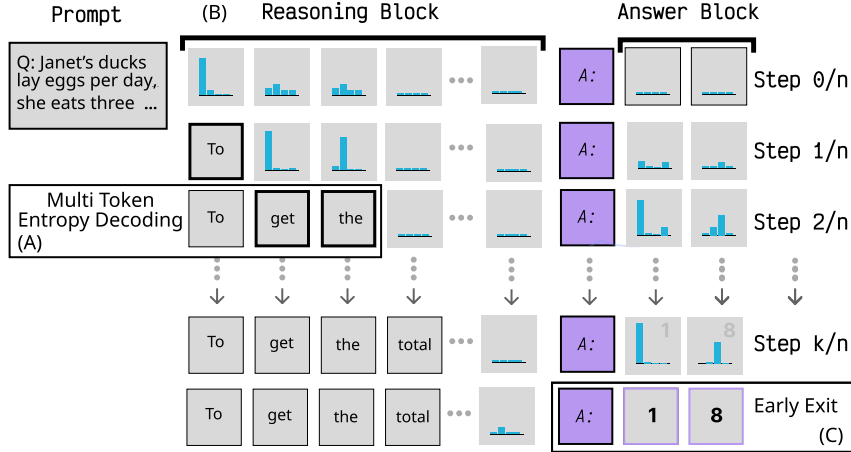 Prompt
(B) Reasoning Block
Answer Block
Q: Janet's ducks
lay eggs per day,
she eats three ...
A:
Step 0/n
To
A:
Step 1/n
Multi Token
Entropy Decoding
(A)
To get the
A:
Step 2/n
To get the total
A:
1 8
Step k/n
To get the total
A:
1 8
Early Exit
(C)